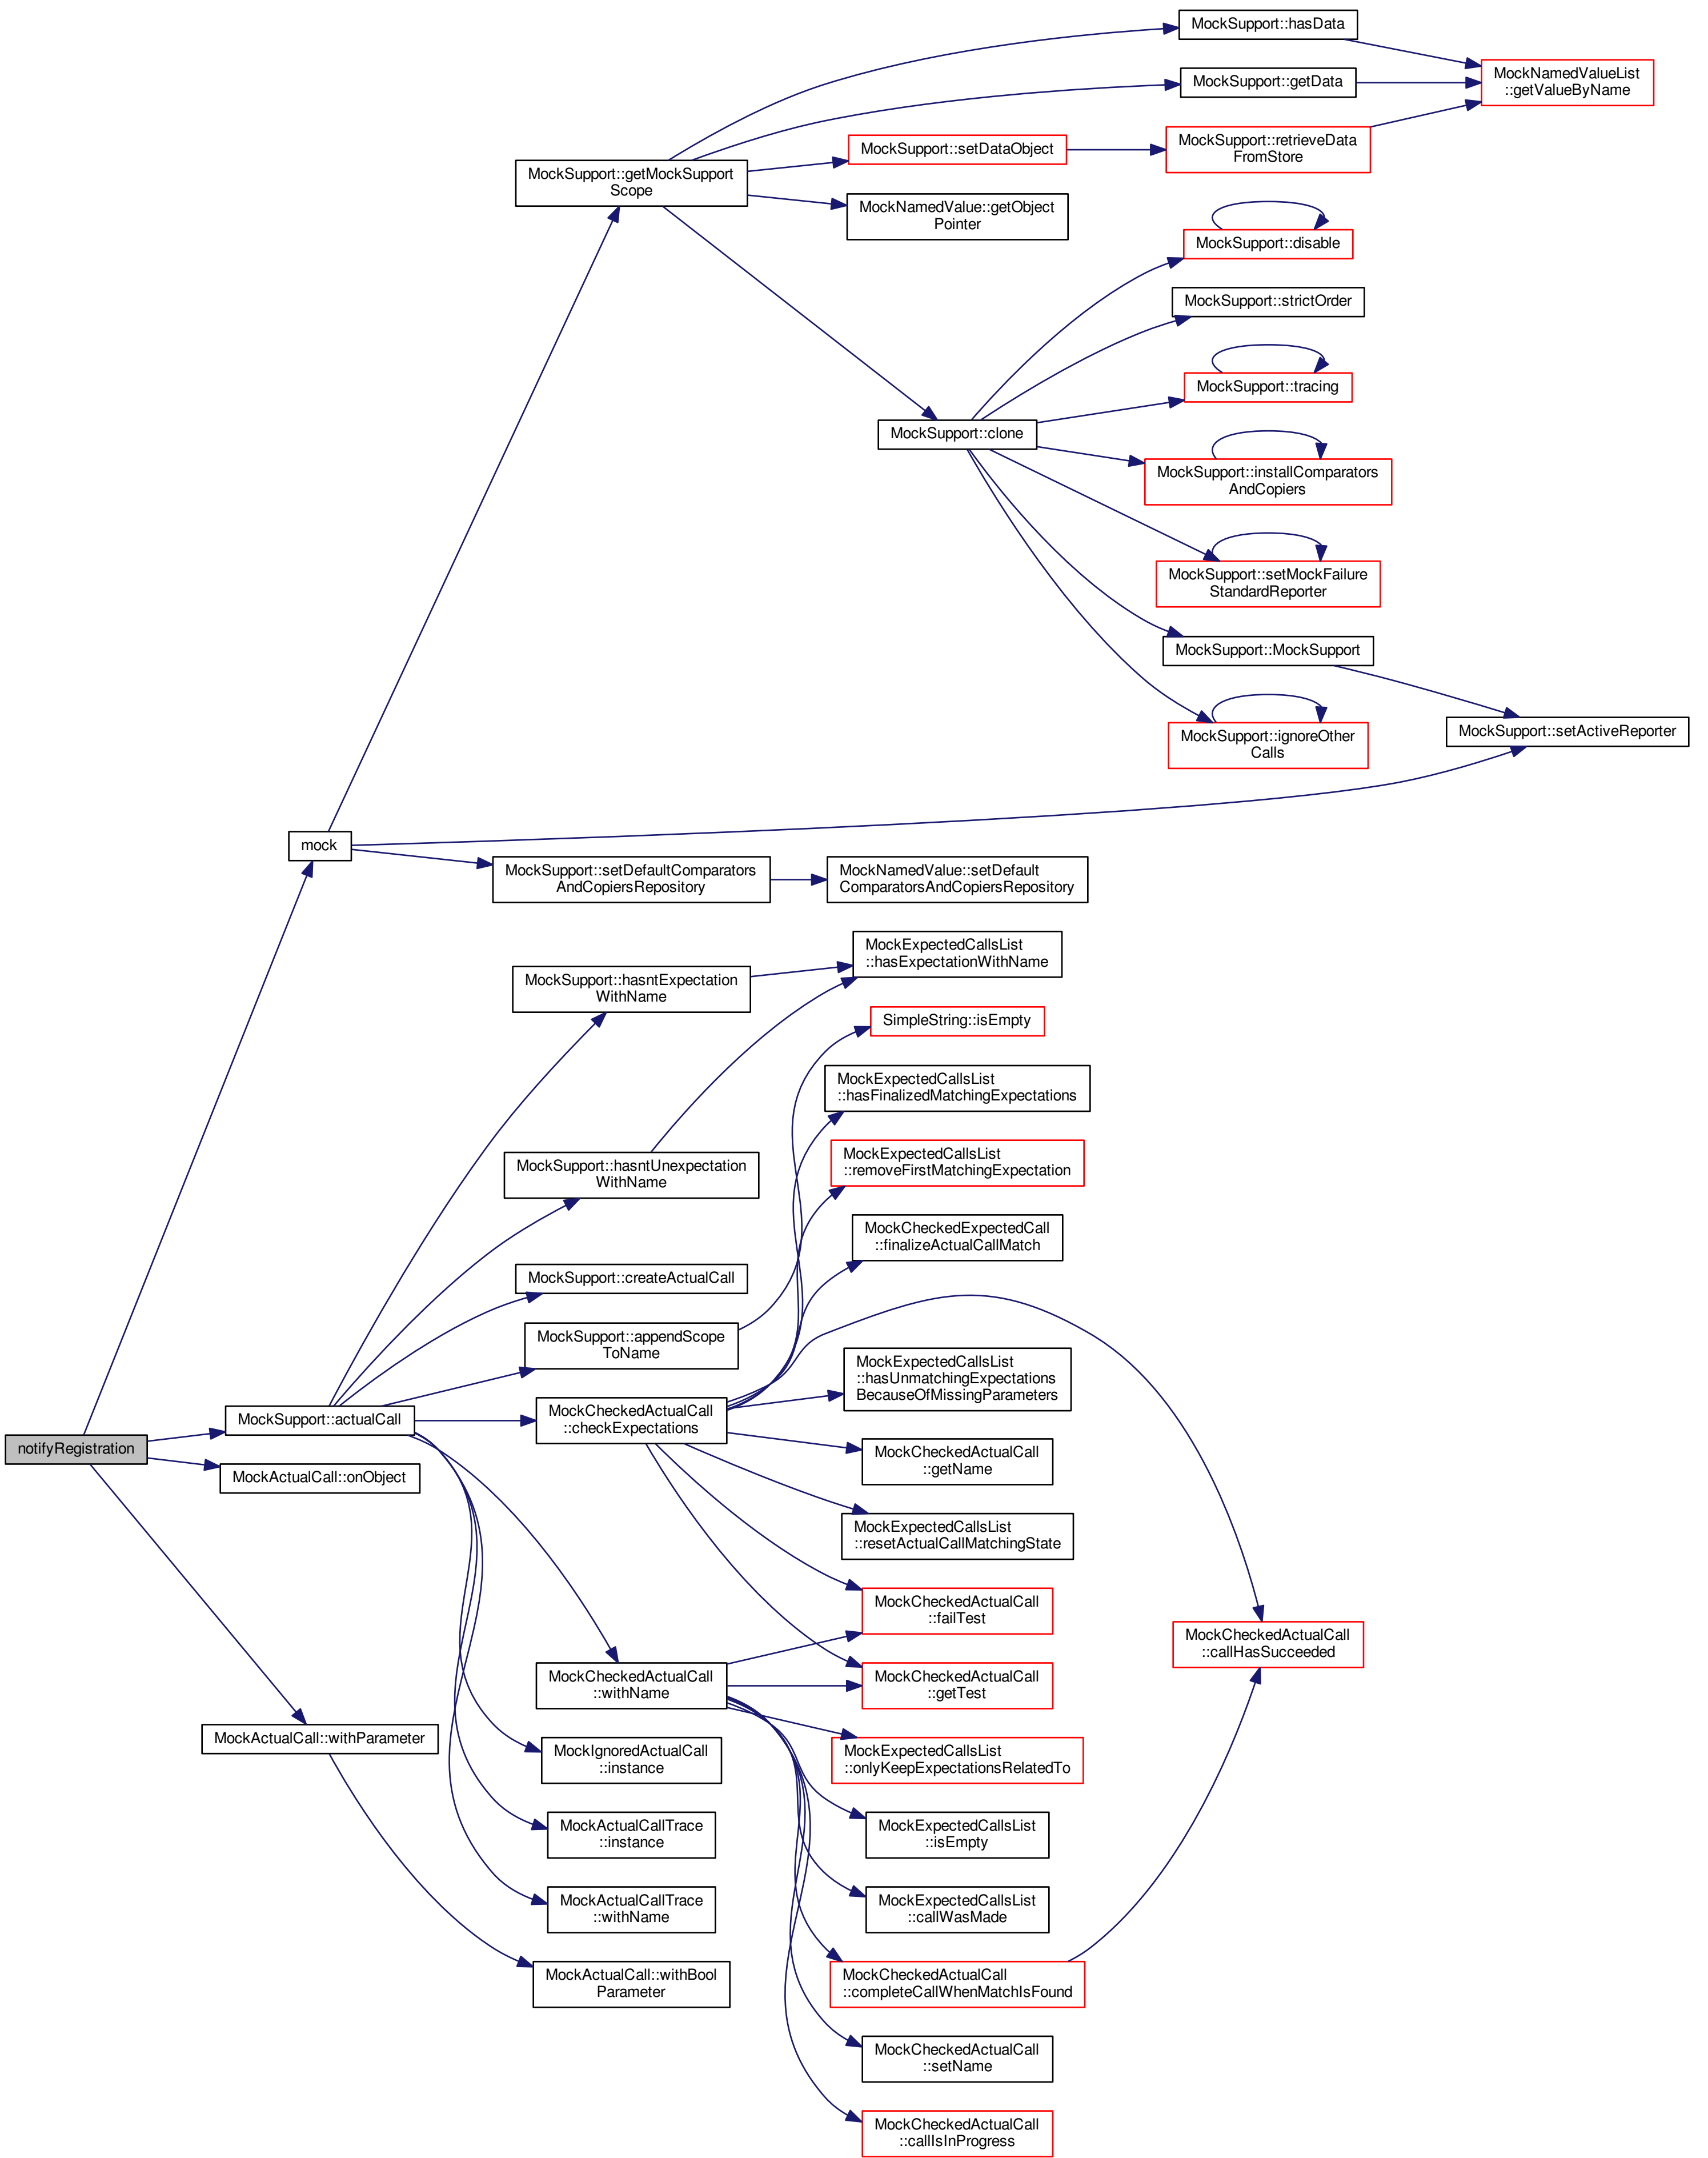 MockSupport::hasData
MockSupport::getData
MockNamedValueList
::getValueByName
MockSupport::setDataObject
MockSupport::retrieveData
FromStore
MockSupport::getMockSupport
Scope
MockNamedValue::getObject
Pointer
MockSupport::disable
MockSupport::strictOrder
MockSupport::tracing
MockSupport::clone
MockSupport::installComparators
AndCopiers
MockSupport::setMockFailure
StandardReporter
MockSupport::MockSupport
MockSupport::setActiveReporter
MockSupport::ignoreOther
Calls
mock
MockSupport::setDefaultComparators
AndCopiersRepository
MockNamedValue::setDefault
ComparatorsAndCopiersRepository
MockExpectedCallsList
::hasExpectationWithName
MockSupport::hasntExpectation
WithName
SimpleString::isEmpty
MockExpectedCallsList
::hasFinalizedMatchingExpectations
MockSupport::hasntUnexpectation
WithName
MockExpectedCallsList
::removeFirstMatchingExpectation
MockCheckedExpectedCall
::finalizeActualCallMatch
MockSupport::createActualCall
MockSupport::appendScope
ToName
MockExpectedCallsList
::hasUnmatchingExpectations
BecauseOfMissingParameters
MockSupport::actualCall
MockCheckedActualCall
::checkExpectations
notifyRegistration
MockCheckedActualCall
::getName
MockActualCall::onObject
MockExpectedCallsList
::resetActualCallMatchingState
MockCheckedActualCall
::failTest
MockCheckedActualCall
::callHasSucceeded
MockCheckedActualCall
::withName
MockCheckedActualCall
::getTest
MockActualCall::withParameter
MockIgnoredActualCall
::instance
MockExpectedCallsList
::onlyKeepExpectationsRelatedTo
MockActualCallTrace
::instance
MockExpectedCallsList
::isEmpty
MockActualCallTrace
::withName
MockExpectedCallsList
::callWasMade
MockActualCall::withBool
Parameter
MockCheckedActualCall
::completeCallWhenMatchIsFound
MockCheckedActualCall
::setName
MockCheckedActualCall
::callIsInProgress